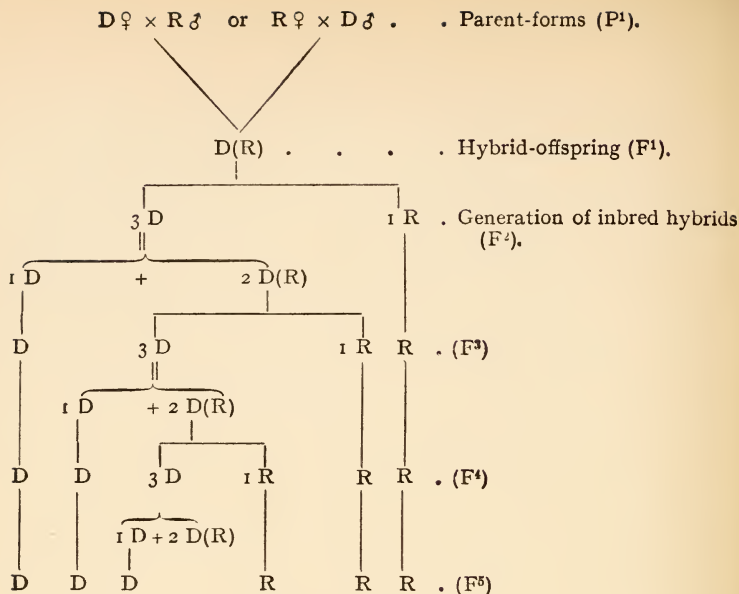 D♀ × R♂ or R♀ × D♂ . . Parent-forms (P¹).
D(R) . . . . Hybrid-offspring (F¹).
3 D 1 R . Generation of inbred hybrids
(F²).
1 D + 2 D(R)
D 3 D 1 R R . (F³)
1 D + 2 D(R)
D D 3 D 1 R R R . (F⁴)
1 D + 2 D(R)
D D D R R R . (F⁵)